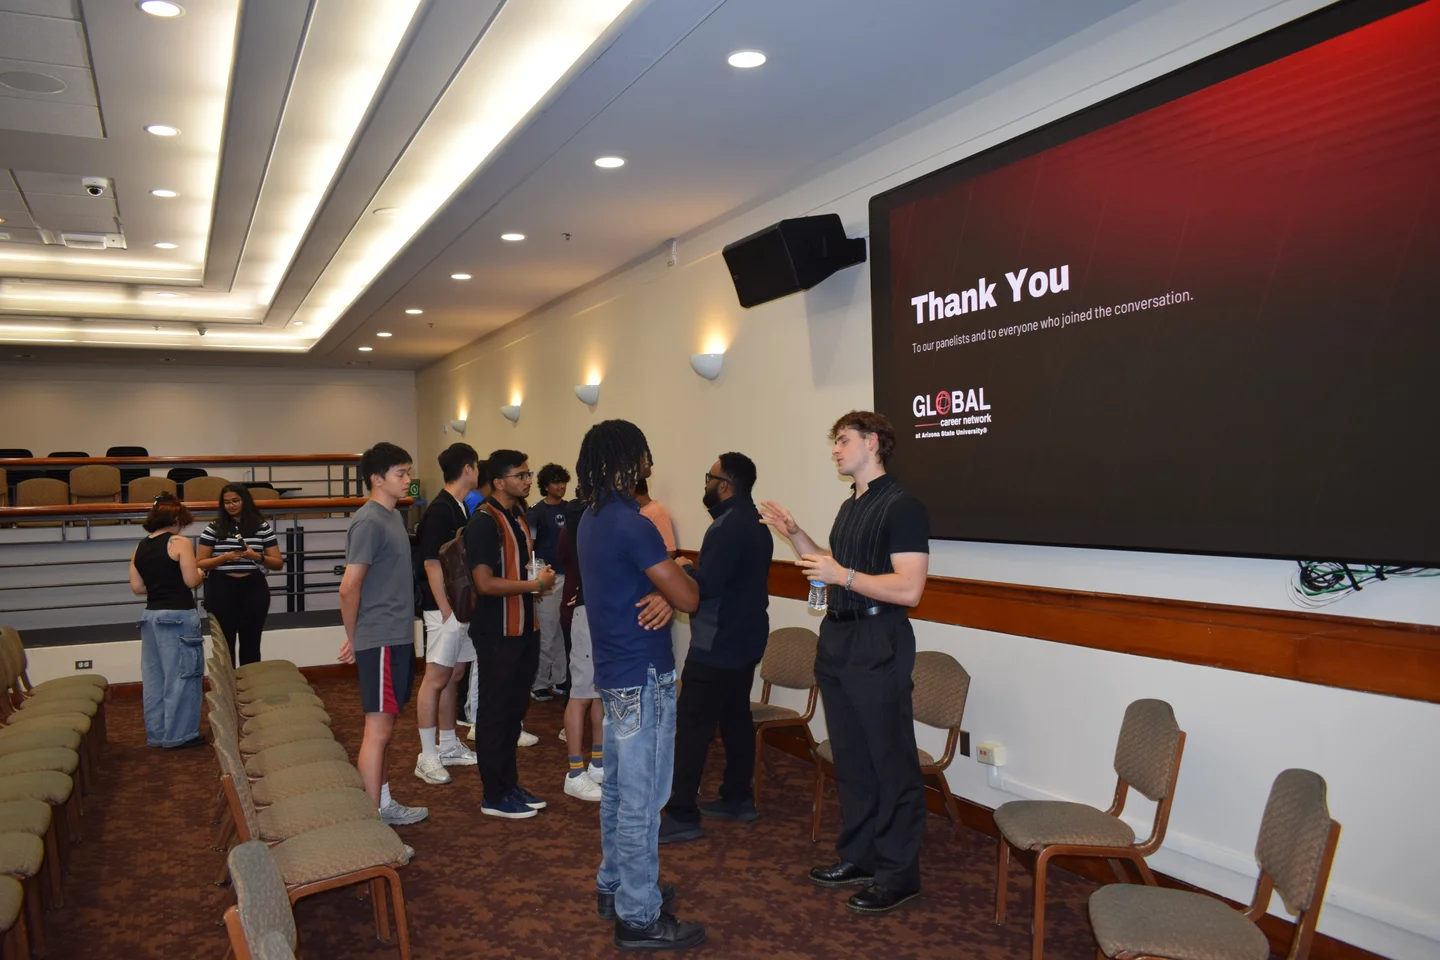 Thank You
To our panelists and to everyone who joined the conversation.
GLOBAL
career network
at Arizona State University®